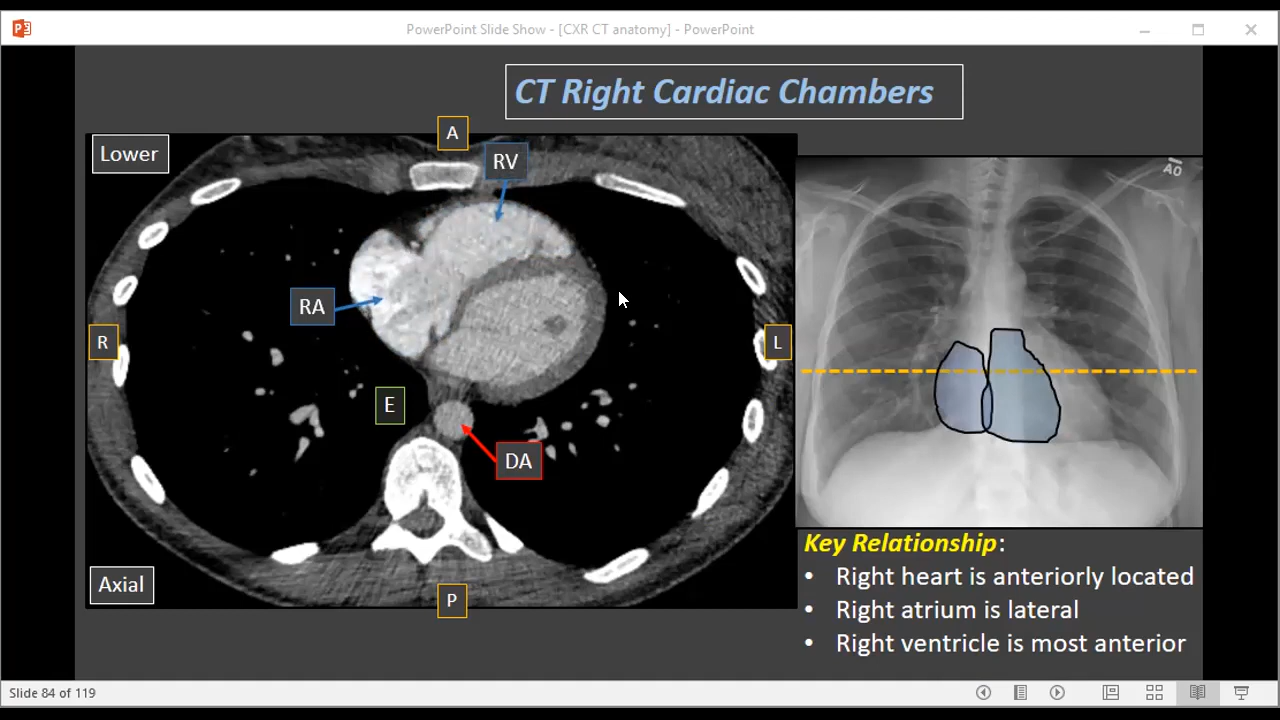 PowerPoint Slide Show - [CXR CT anatomy] - PowerPoint
CT Right Cardiac Chambers
Lower
A
RV
RA
R
L
E
DA
Axial
P
Key Relationship:
• Right heart is anteriorly located
• Right atrium is lateral
• Right ventricle is most anterior
Slide 84 of 119